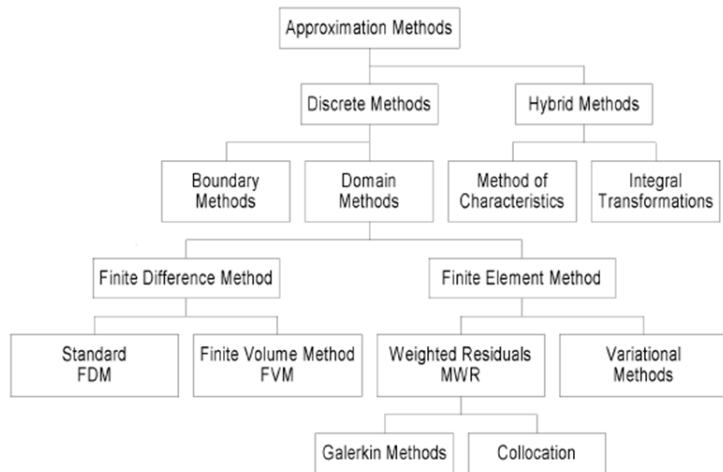 Approximation Methods
Discrete Methods
Hybrid Methods
Boundary
Methods
Domain
Methods
Method of
Characteristics
Integral
Transformations
Finite Difference Method
Finite Element Method
Standard
FDM
Finite Volume Method
FVM
Weighted Residuals
MWR
Variational
Methods
Galerkin Methods
Collocation